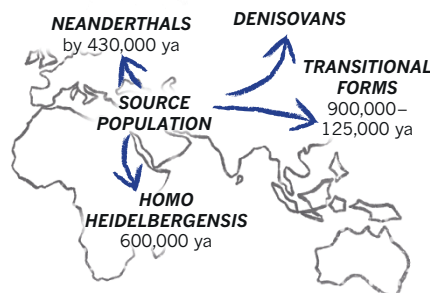 NEANDERTHALS
by 430,000 ya
DENISOVANS
TRANSITIONAL
FORMS
900,000–
125,000 ya
SOURCE
POPULATION
HOMO
HEIDELBERGENSIS
600,000 ya